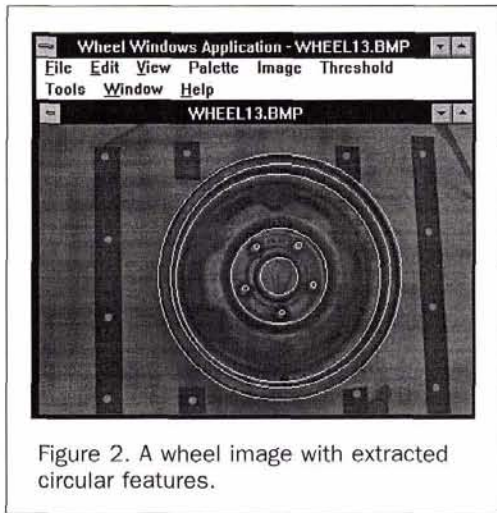 Wheel Windows Application - WHEEL13.BMP
File Edit View Palette Image Threshold
Tools Window Help
WHEEL13.BMP
Figure 2. A wheel image with extracted
circular features.